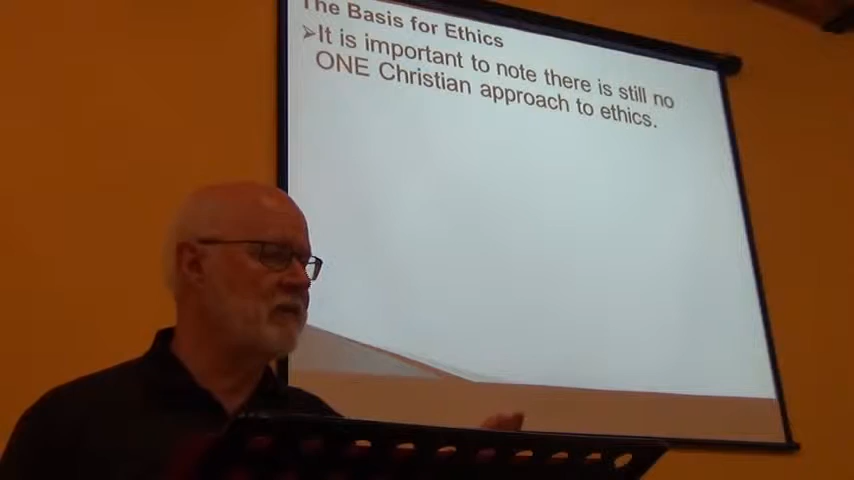 The Basis for Ethics
➢It is important to note there is still no
ONE Christian approach to ethics.